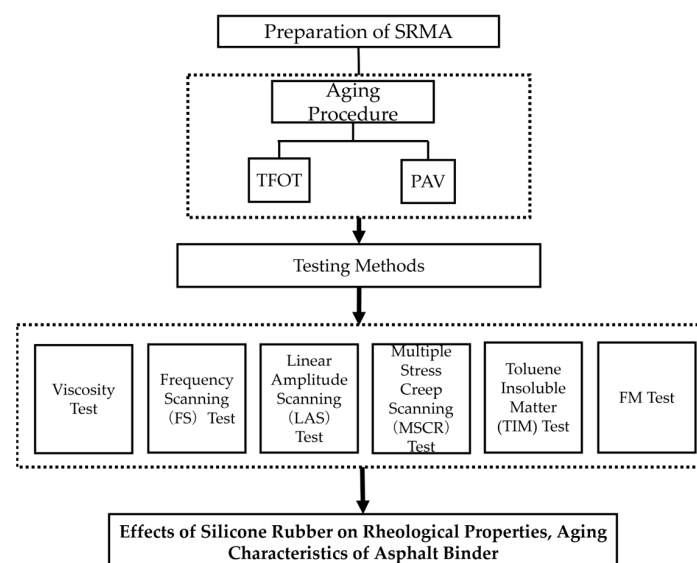 Preparation of SRMA
Aging
Procedure
TFOT
PAV
Testing Methods
Viscosity
Test
Frequency
Scanning
（FS） Test
Linear
Amplitude
Scanning
(LAS)
Test
Multiple
Stress
Creep
Scanning
(MSCR)
Test
Toluene
Insoluble
Matter
(TIM) Test
FM Test
Effects of Silicone Rubber on Rheological Properties, Aging
Characteristics of Asphalt Binder